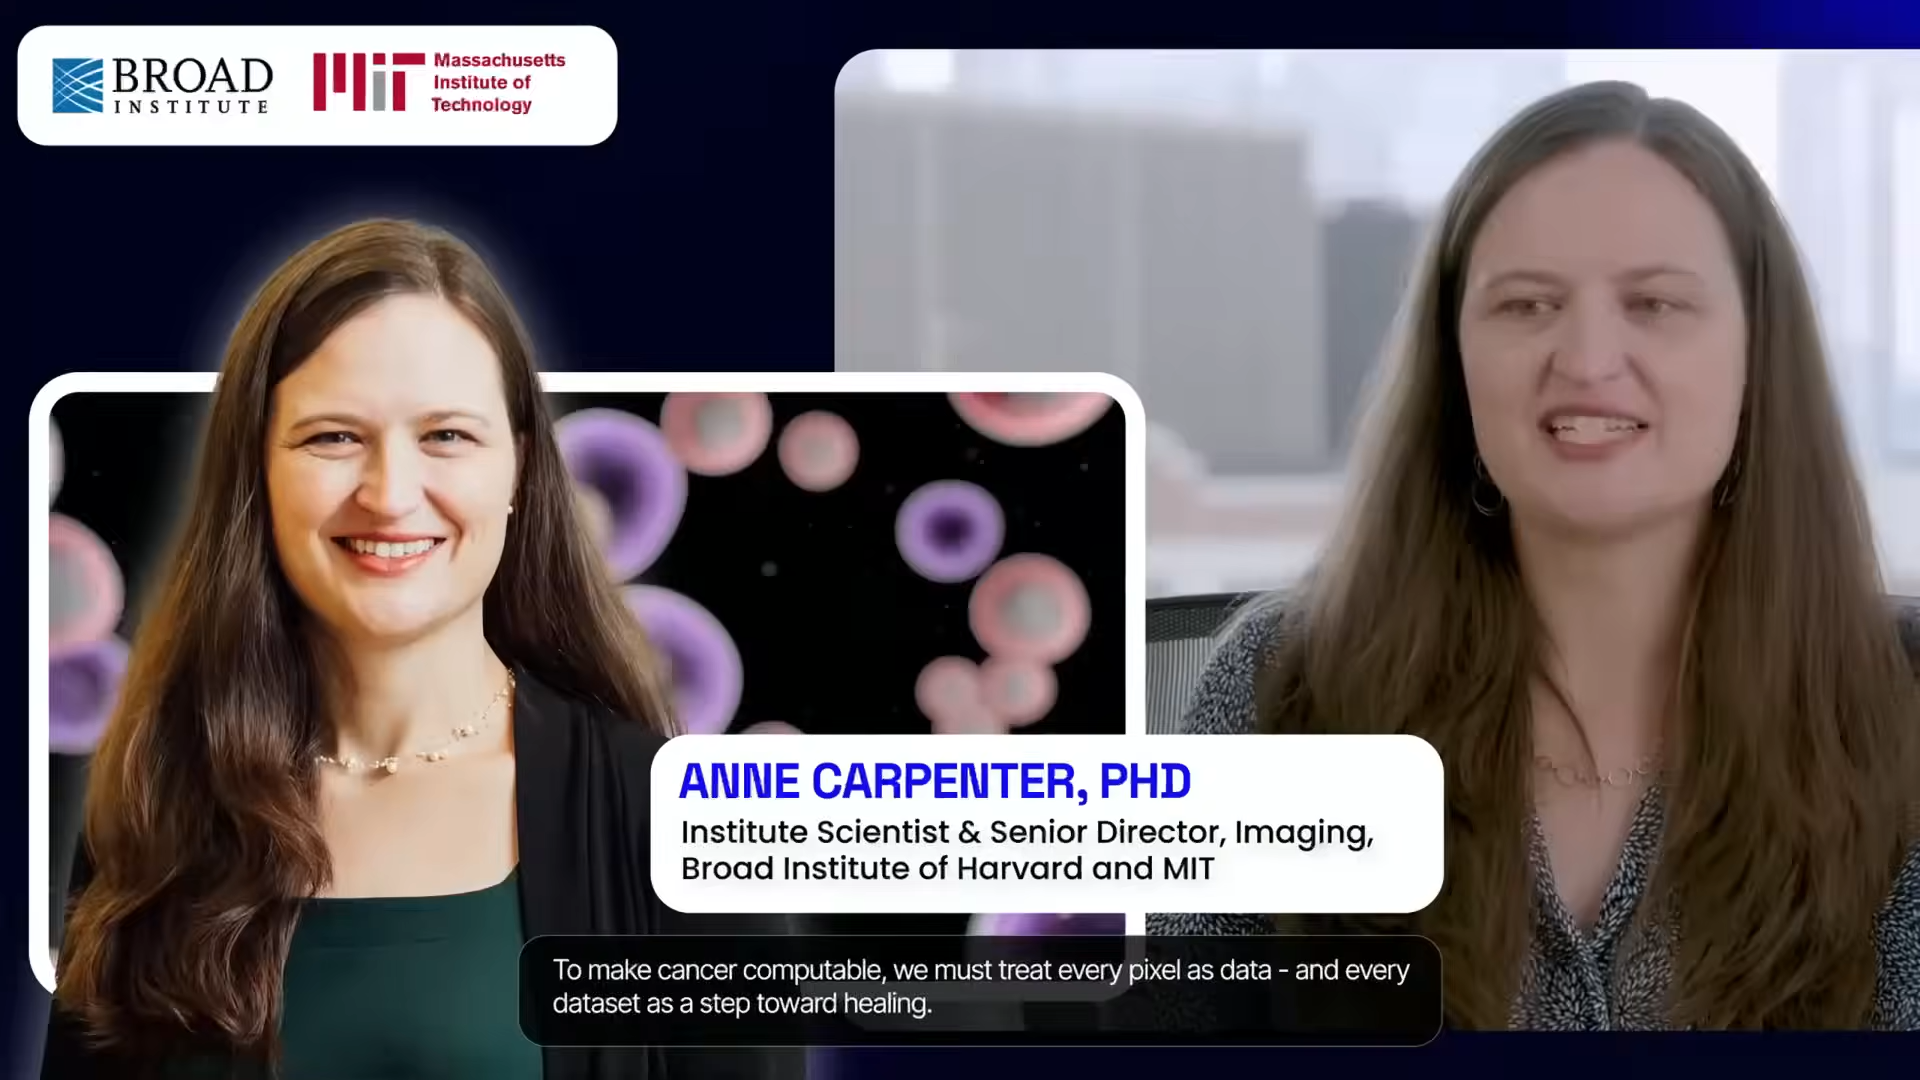 BROAD
INSTITUTE
MIT
Massachusetts
Institute of
Technology
ANNE CARPENTER, PHD
Institute Scientist & Senior Director, Imaging,
Broad Institute of Harvard and MIT
To make cancer computable, we must treat every pixel as data - and every
dataset as a step toward healing.